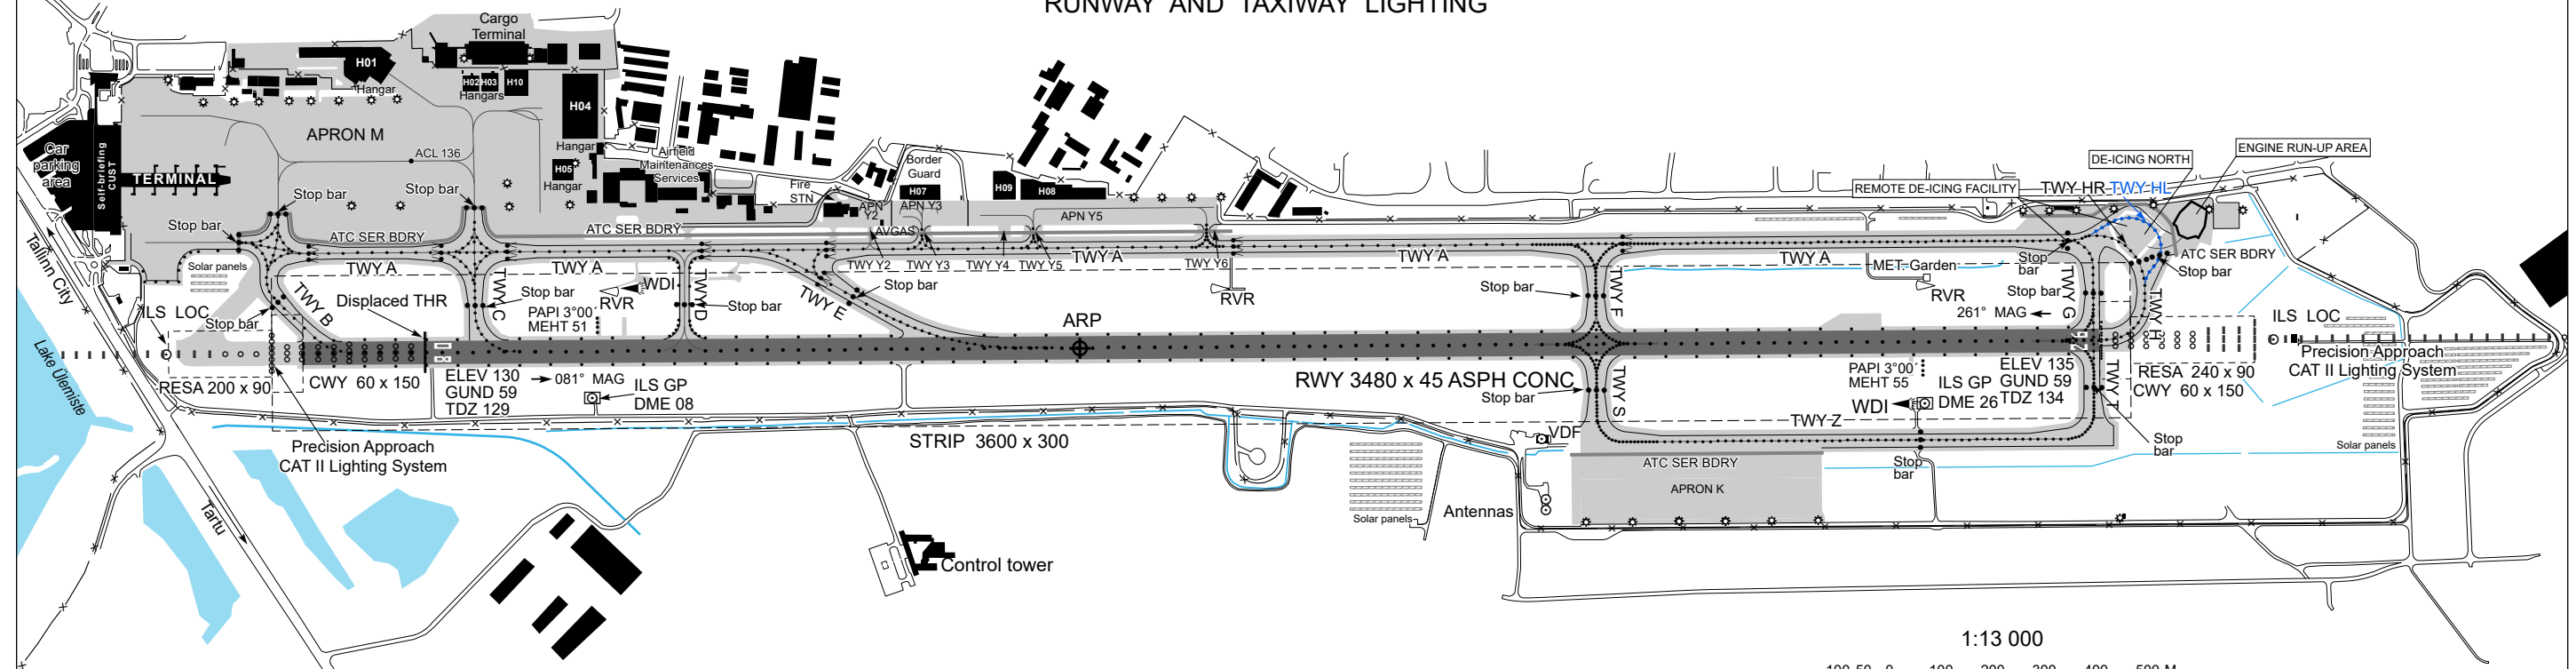 RUNWAY AND TAXIWAY LIGHTING
Cargo
Terminal
H01
Hangar
H02
H03
H10
Hangars
H04
APRON M
ACL 136
Car
parking
area
Self-briefing
CUST
TERMINAL
Hangar
H05
Hangar
Airfield
Maintenances
Services
Fire
STN
Border
Guard
H07
APN
Y2
APN Y3
AVGAS
H09
H08
APN Y5
DE-ICING NORTH
ENGINE RUN-UP AREA
REMOTE DE-ICING FACILITY
TWY HR
TWY HL
Stop bar
Stop bar
Stop bar
ATC SER BDRY
ATC SER BDRY
TWY A
TWY A
TWY Y2
TWY Y3
TWY Y4
TWY Y5
TWY A
TWY Y6
TWY A
TWY A
Stop
bar
ATC SER BDRY
Stop bar
Tallinn City
Solar panels
TWY B
TWY C
Stop bar
RVR
WDI
TWY D
Stop bar
TWY E
Stop bar
RVR
Stop bar
TWY F
MET. Garden
RVR
Stop bar
TWY G
TWY H
261° MAG
ILS LOC
Stop bar
Displaced THR
PAPI 3°00'
MEHT 51
ARP
ILS LOC
Lake Ülemiste
RESA 200 x 90
CWY 60 x 150
ELEV 130
GUND 59
TDZ 129
081° MAG
ILS GP
DME 08
RWY 3480 x 45 ASPH CONC
Stop bar
TWY S
PAPI 3°00'
MEHT 55
WDI
ILS GP
DME 26
ELEV 135
GUND 59
TDZ 134
TWY T
RESA 240 x 90
CWY 60 x 150
Precision Approach
CAT II Lighting System
Precision Approach
CAT II Lighting System
STRIP 3600 x 300
VDF
TWY Z
Stop
bar
Stop
bar
Solar panels
ATC SER BDRY
APRON K
Solar panels
Antennas
Tartu
Control tower
1:13 000
100 50 0 100 200 300 400 500 M